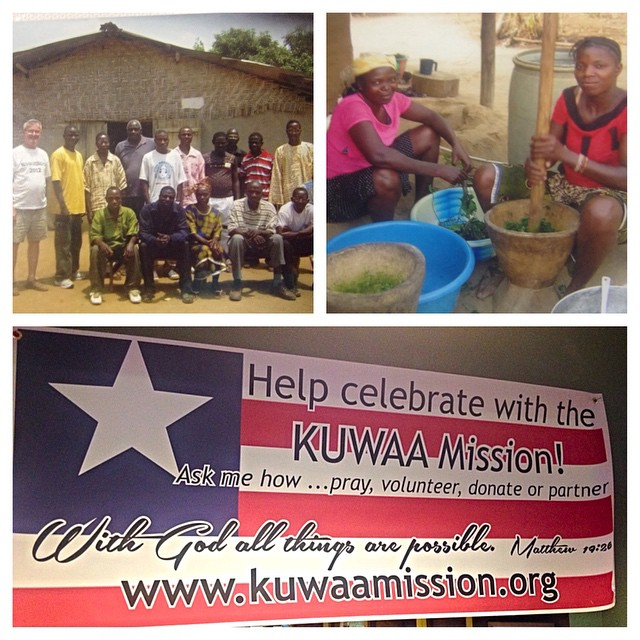 Help celebrate with the
KUWAA Mission!
Ask me how ...pray, volunteer, donate or partner
With God all things are possible. Matthew 19:26
www.kuwaamission.org